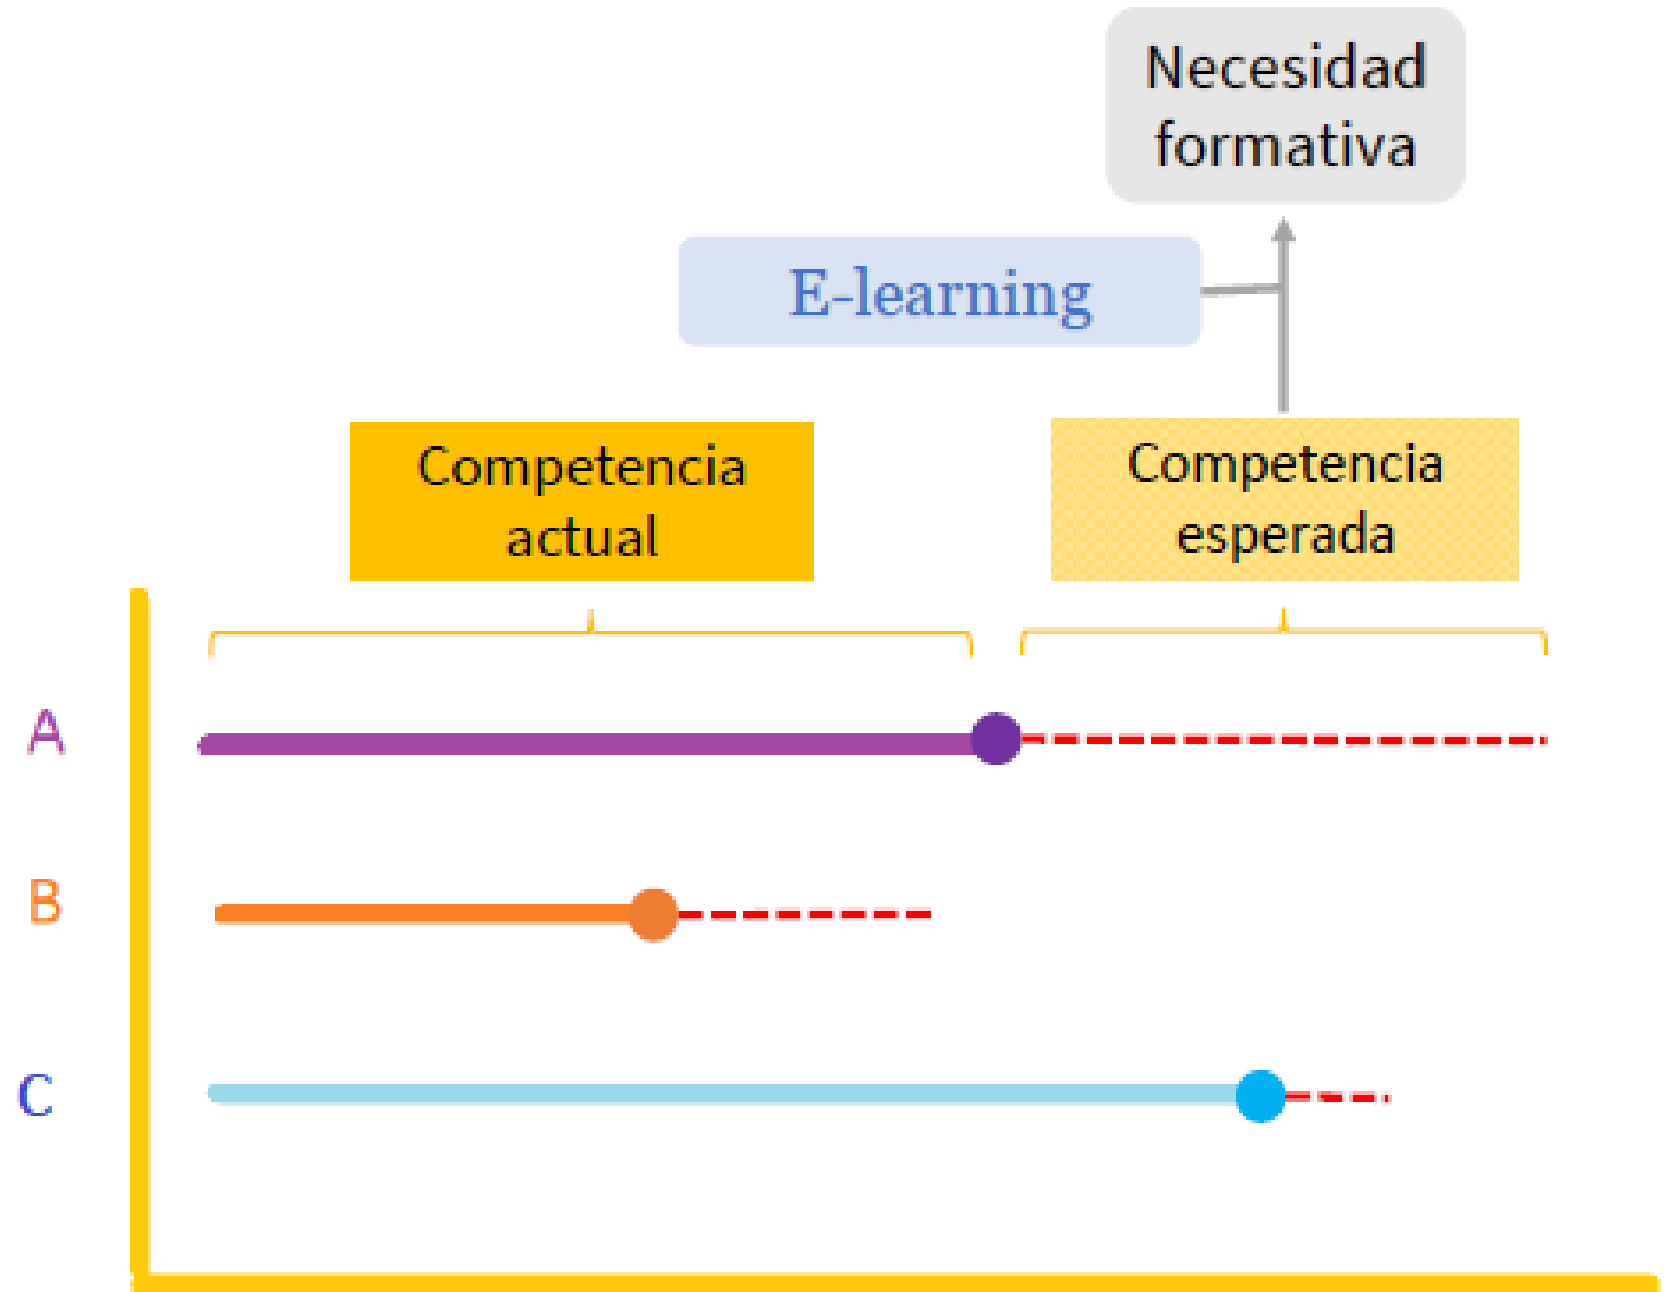 Necesidad
formativa
E-learning
Competencia
actual
Competencia
esperada
A
B
C